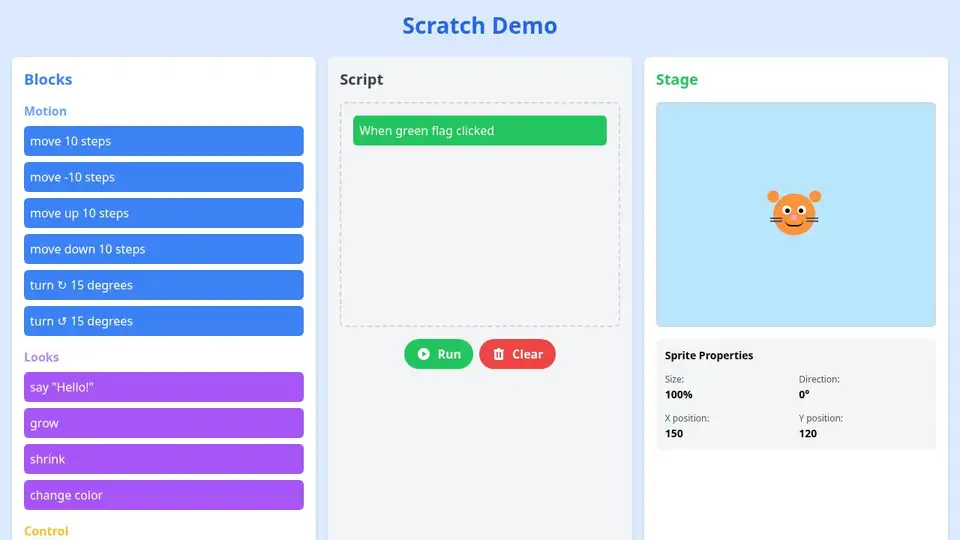 Scratch Demo
Blocks
Motion
move 10 steps
move -10 steps
move up 10 steps
move down 10 steps
turn ↻ 15 degrees
turn ↺ 15 degrees
Looks
say "Hello!"
grow
shrink
change color
Control
Script
When green flag clicked
Run
Clear
Stage
Sprite Properties
Size:
100%
Direction:
0°
X position:
150
Y position:
120